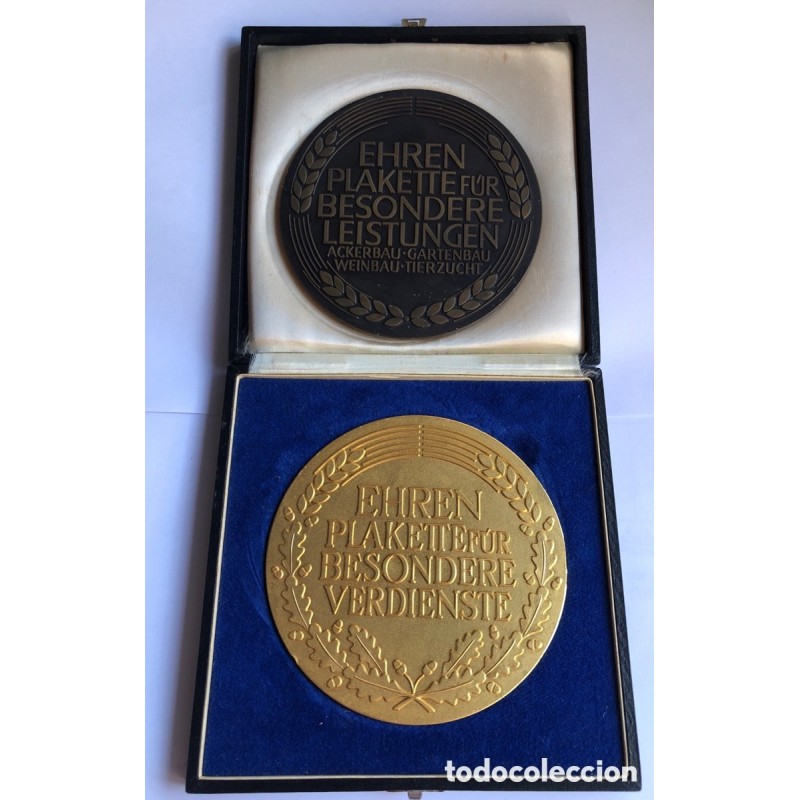 EHREN
PLAKETTE FÜR
BESONDERE
LEISTUNGEN
ACKERBAU · GARTENBAU
WEINBAU · TIERZUCHT
EHREN
PLAKETTE FÜR
BESONDERE
VERDIENSTE
todocoleccion